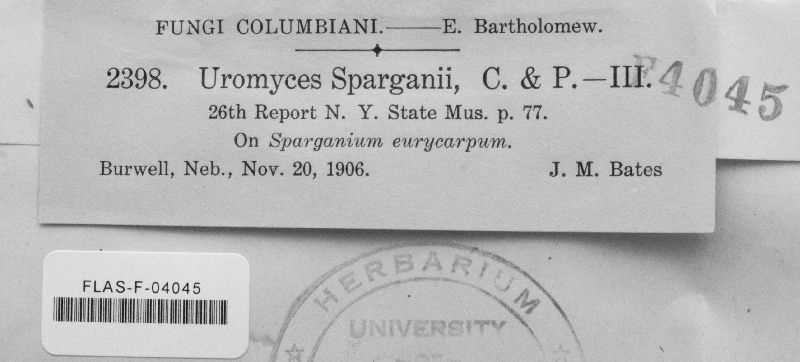 FUNGI COLUMBIANI.——E. Bartholomew.
2398. Uromyces Sparganii, C. & P.—III.
F4045
26th Report N. Y. State Mus. p. 77.
On Sparganium eurycarpum.
Burwell, Neb., Nov. 20, 1906. J. M. Bates
FLAS-F-04045
HERBARIUM
UNIVERSITY
OF